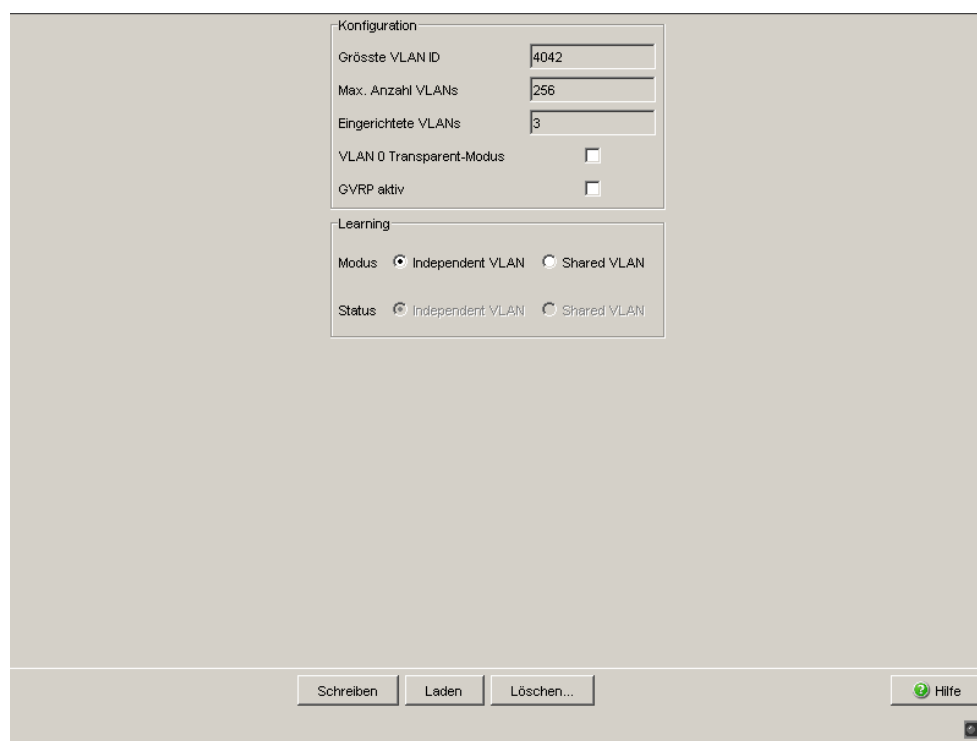 Konfiguration
Grösste VLAN ID 4042
Max. Anzahl VLANs 256
Eingerichtete VLANs 3
VLAN 0 Transparent-Modus
GVRP aktiv
Learning
Modus Independent VLAN Shared VLAN
Status Independent VLAN Shared VLAN
Schreiben Laden Löschen... Hilfe